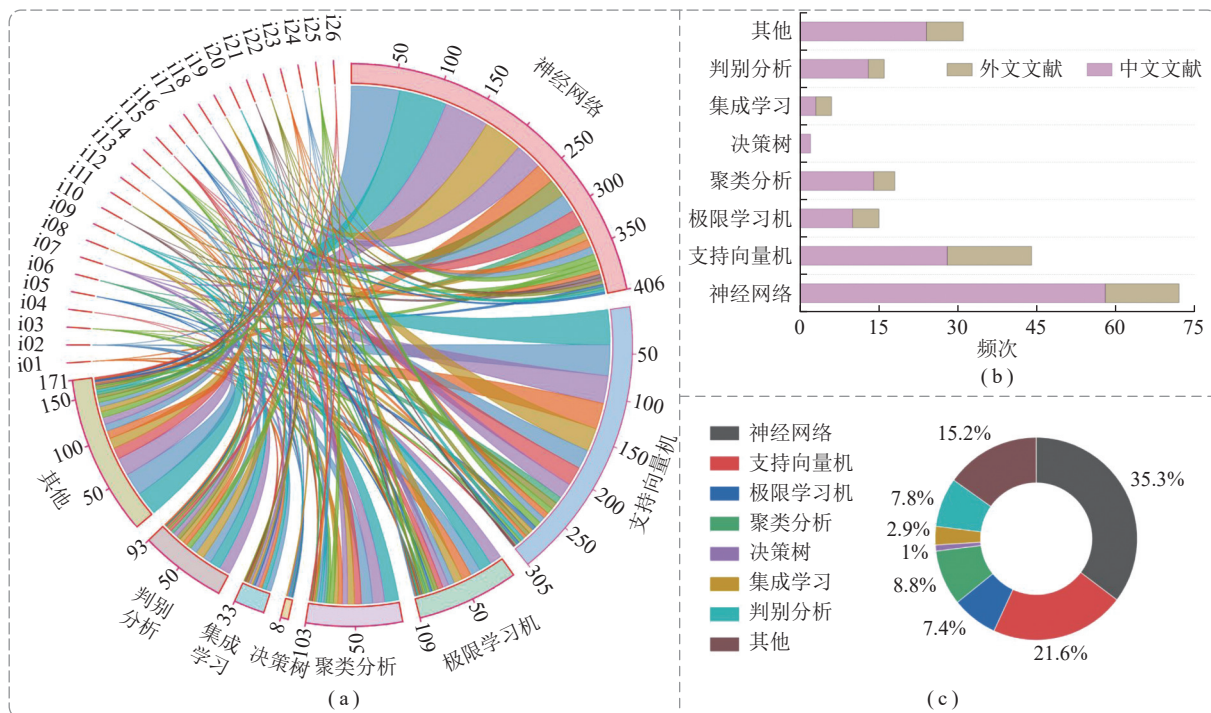 i01
i02
i03
i04
i05
i06
i07
i08
i09
i10
i11
i12
i13
i14
i15
i16
i17
i18
i19
i20
i21
i22
i23
i24
i25
i26
神经网络
50
100
150
250
300
350
406
支持向量机
50
100
150
200
250
305
极限学习机
50
109
聚类分析
50
103
决策树
8
集成
学习
33
判别
分析
50
93
其他
50
100
150
171
(a)
其他
判别分析
外文文献 中文文献
集成学习
决策树
聚类分析
极限学习机
支持向量机
神经网络
0 15 30 45 60 75
频次
(b)
神经网络
支持向量机
极限学习机
聚类分析
决策树
集成学习
判别分析
其他
15.2%
35.3%
7.8%
2.9%
1%
8.8%
7.4%
21.6%
(c)